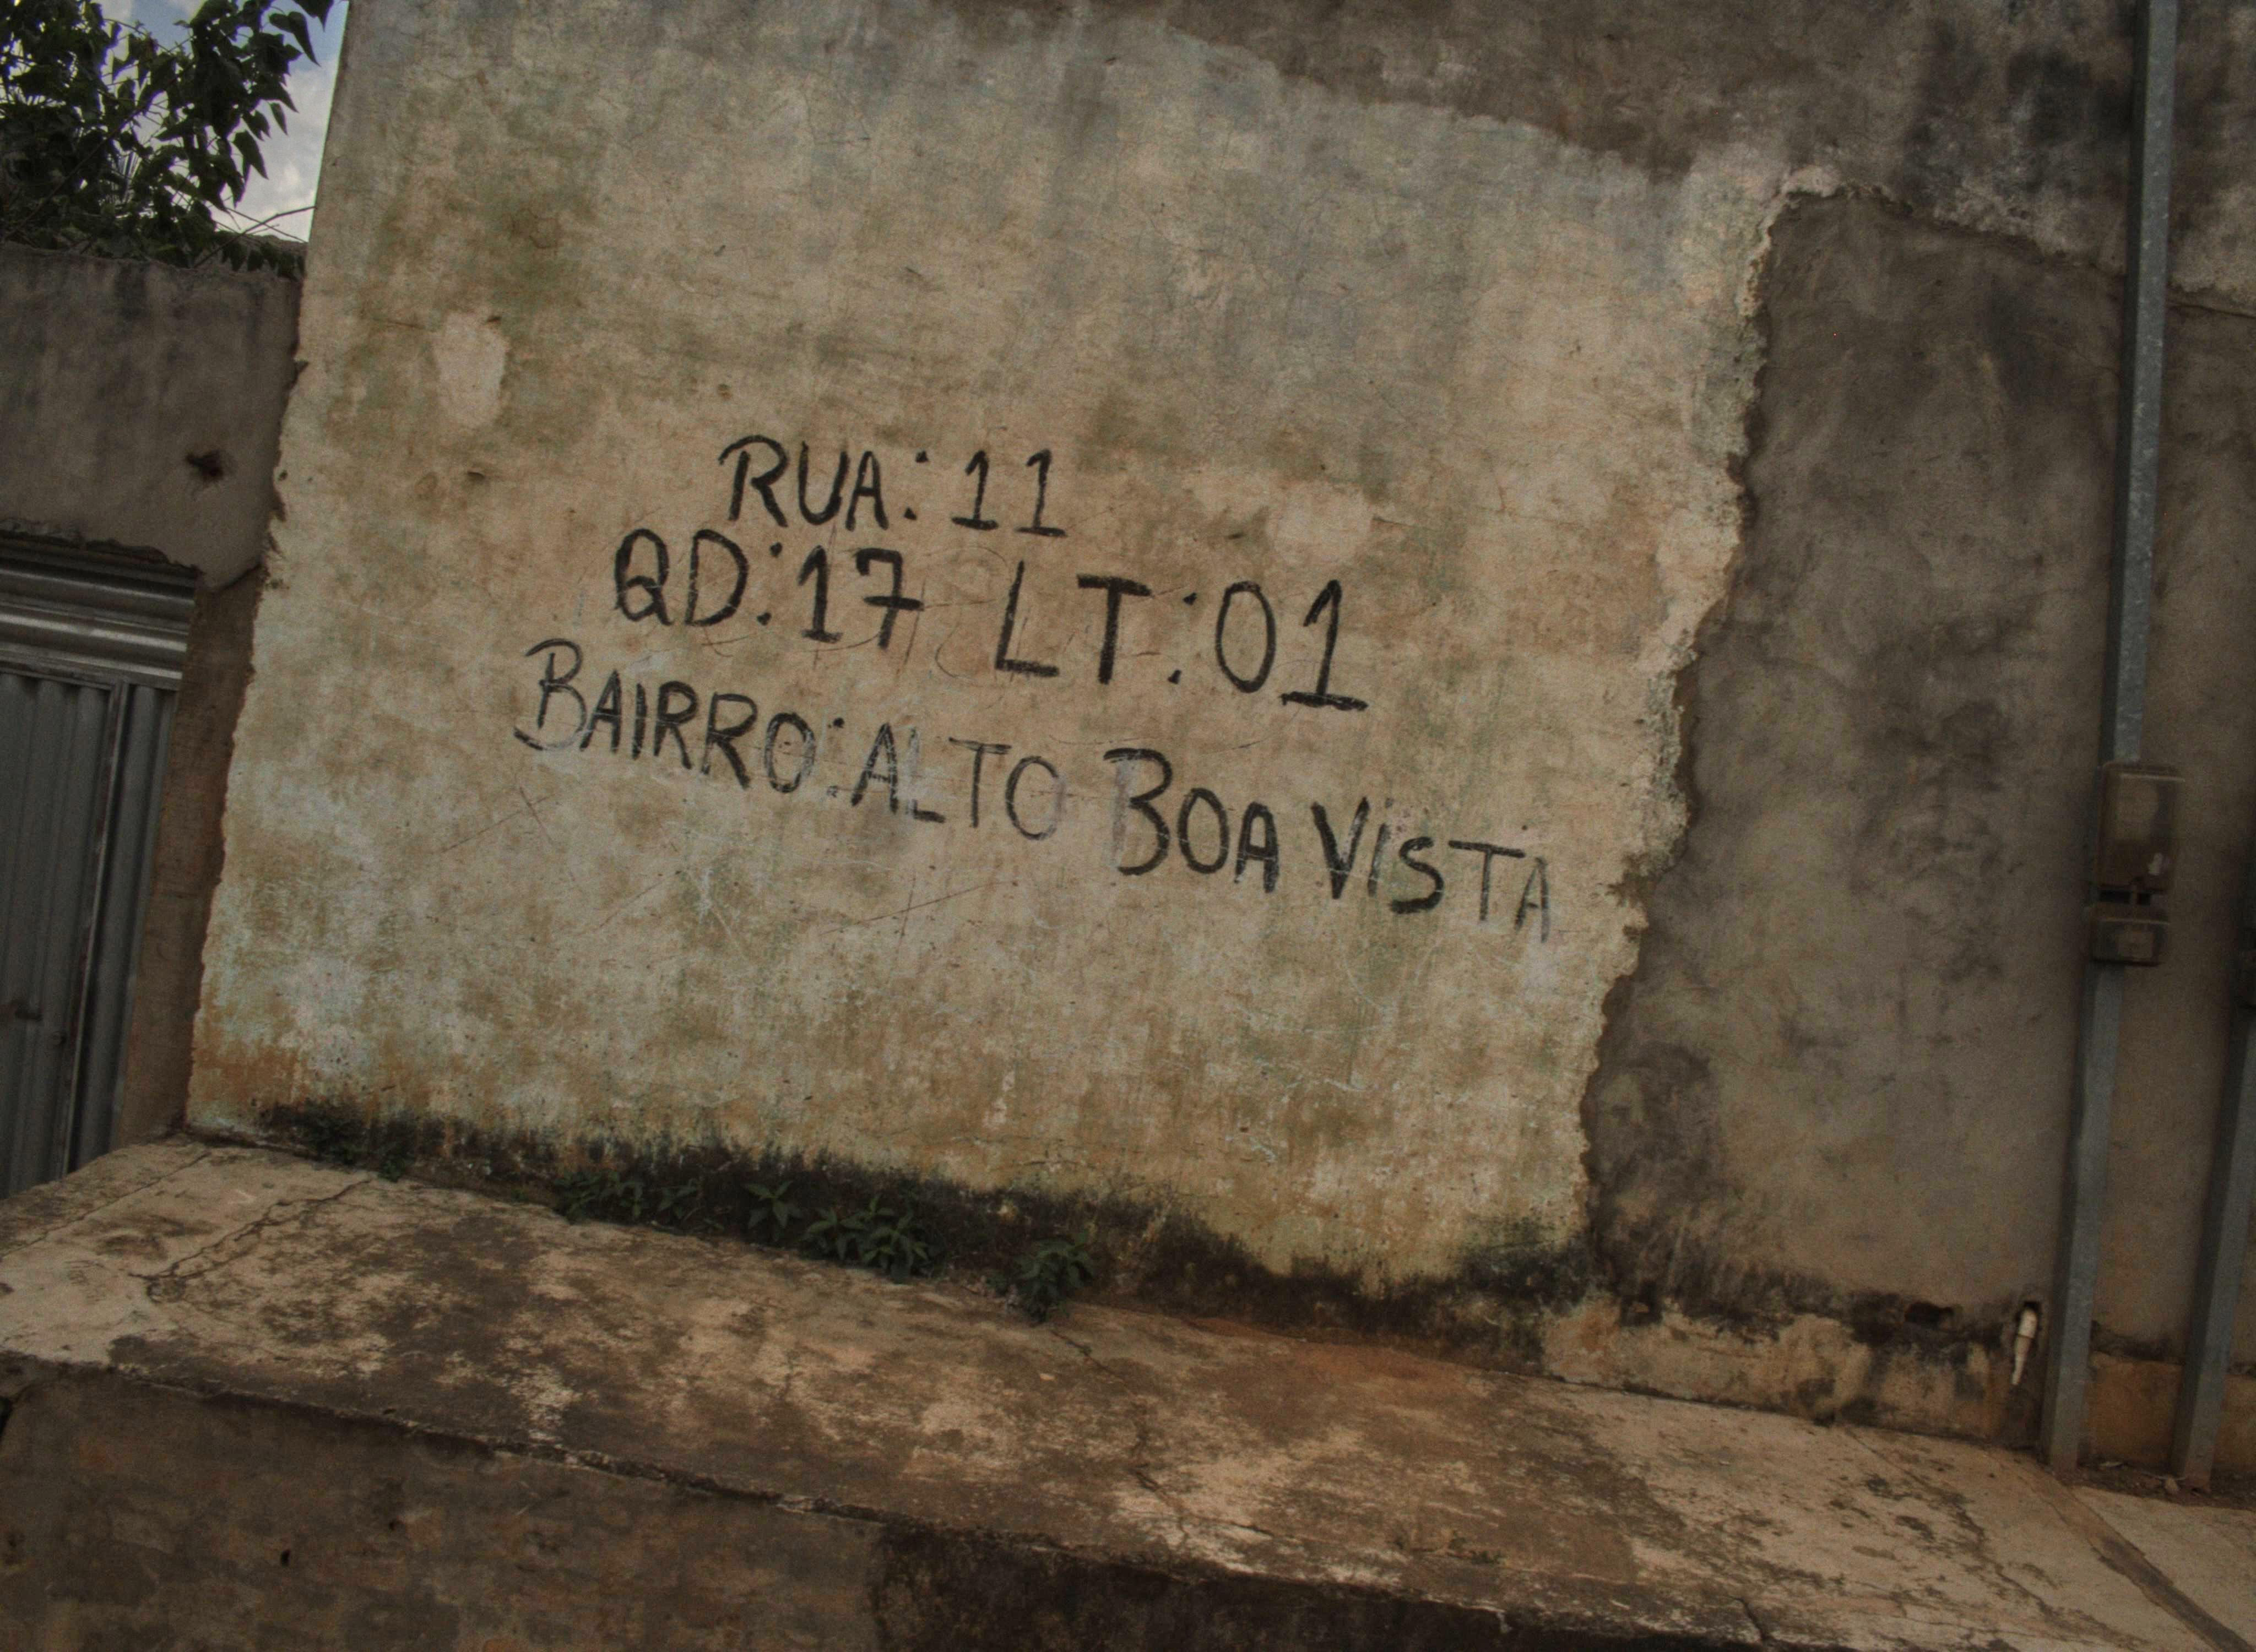 RUA: 11
QD: 17 LT: 01
BAIRRO: ALTO BOA VISTA